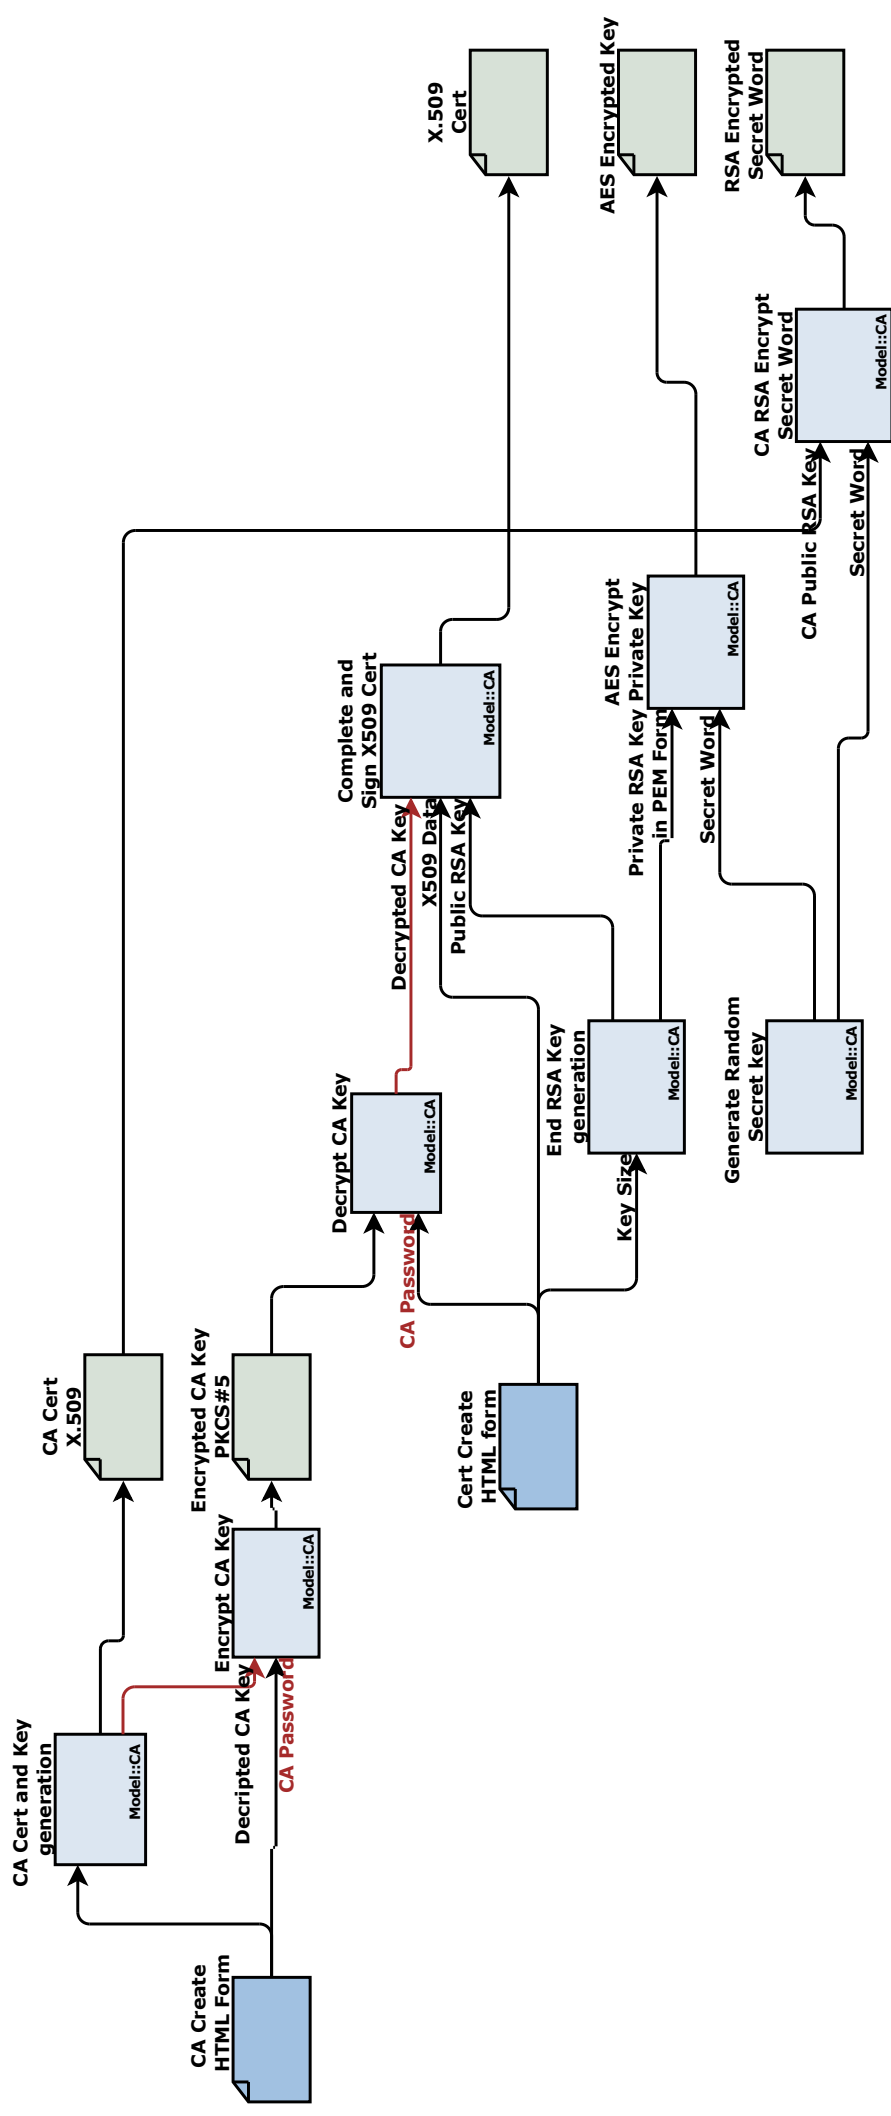 CA Create
HTML Form
CA Cert and Key
generation
Model::CA
Decripted CA Key
CA Password
Encrypt CA Key
Model::CA
CA Cert
X.509
Encrypted CA Key
PKCS#5
Cert Create
HTML form
Decrypt CA Key
Model::CA
CA Password
Key Size
End RSA Key
generation
Model::CA
Generate Random
Secret key
Model::CA
Decrypted CA Key
X509 Data
Public RSA Key
Complete and
Sign X509 Cert
Model::CA
Private RSA Key
in PEM Form
Secret Word
AES Encrypt
Private Key
Model::CA
CA Public RSA Key
Secret Word
CA RSA Encrypt
Secret Word
Model::CA
X.509
Cert
AES Encrypted Key
RSA Encrypted
Secret Word